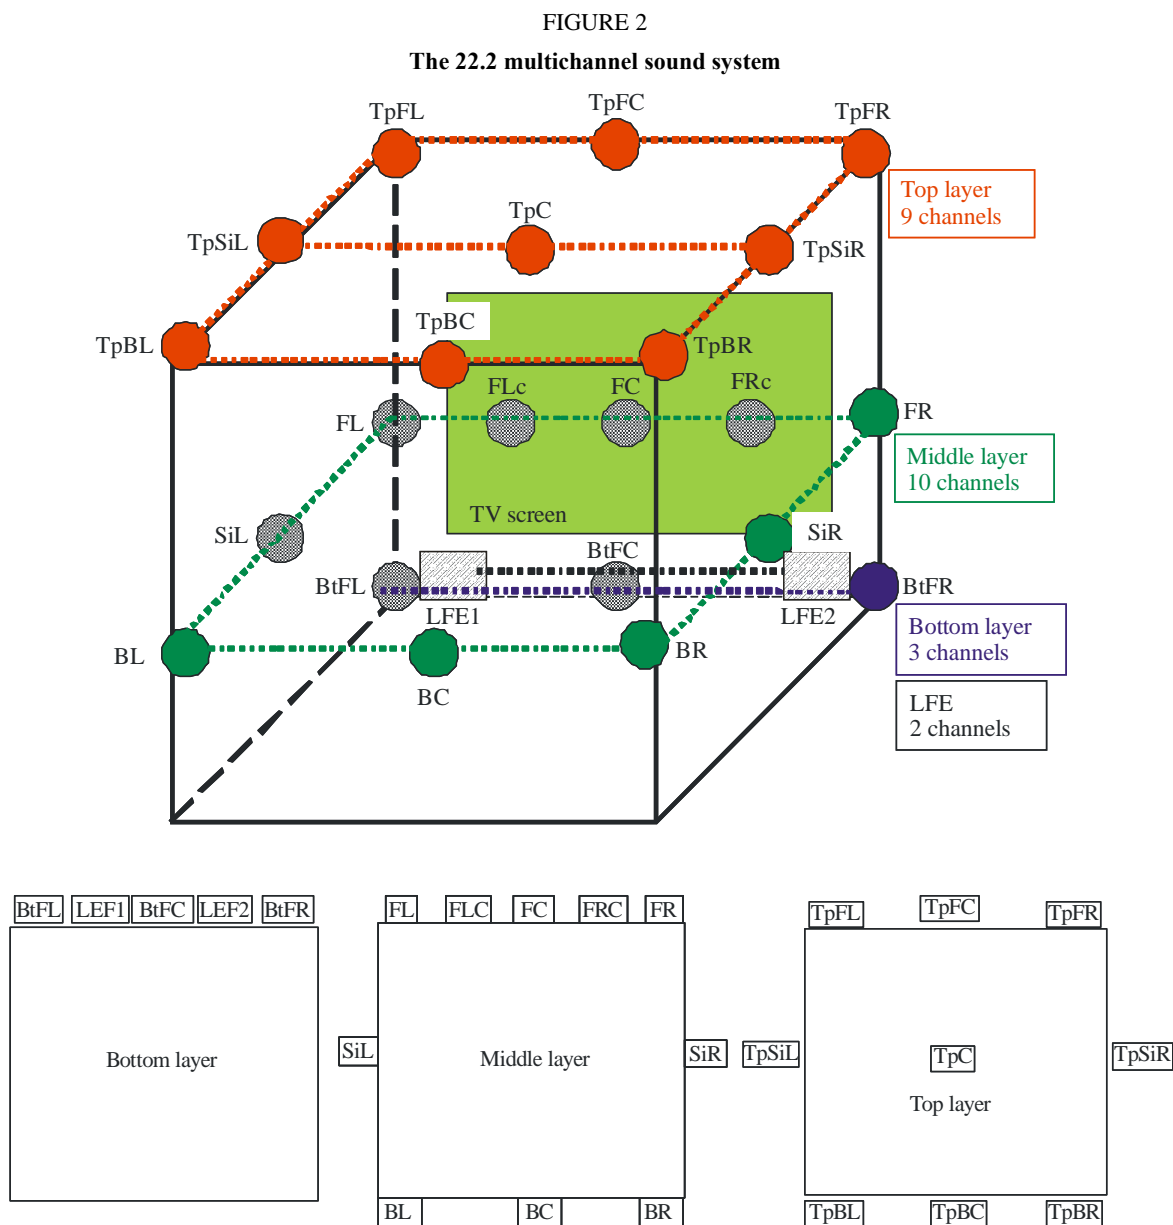 FIGURE 2
The 22.2 multichannel sound system
TpFL
TpFC
TpFR
Top layer
9 channels
TpSiL
TpC
TpSiR
TpBL
TpBC
TpBR
FL
FLc
FC
FRc
FR
Middle layer
10 channels
TV screen
SiL
SiR
BtFL
LFE1
BtFC
LFE2
BtFR
Bottom layer
3 channels
BL
BC
BR
LFE
2 channels
BtFL LEF1 BtFC LEF2 BtFR
Bottom layer
FL FLC FC FRC FR
SiL Middle layer SiR
BL BC BR
TpFL TpFC TpFR
TpSiL TpC TpSiR
Top layer
TpBL TpBC TpBR